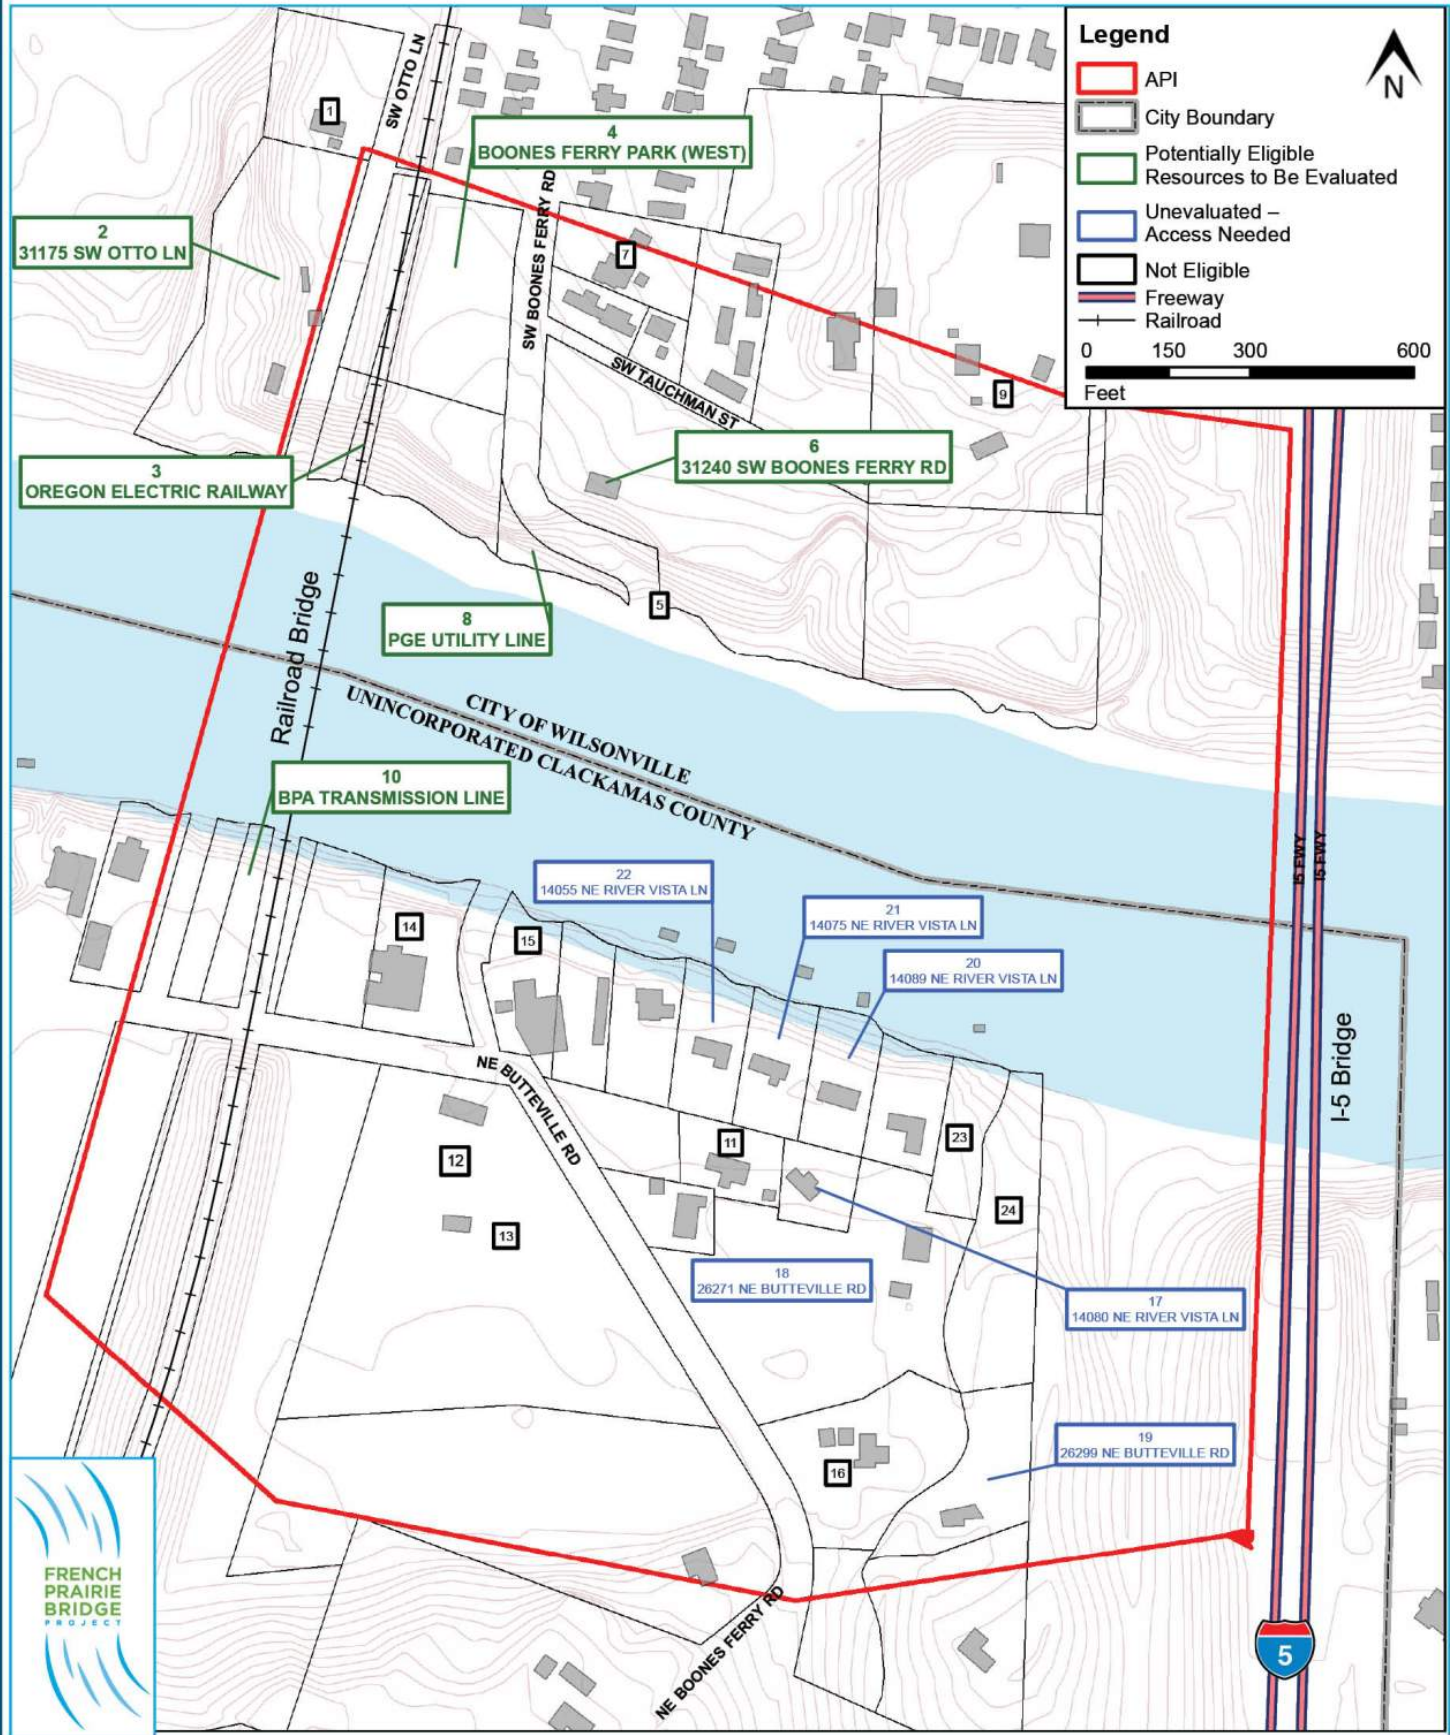 Legend
API
City Boundary
Potentially Eligible
Resources to Be Evaluated
Unevaluated –
Access Needed
Not Eligible
Freeway
Railroad
0 150 300 600
Feet
N
1
SW OTTO LN
4
BOONES FERRY PARK (WEST)
SW BOONES FERRY RD
2
31175 SW OTTO LN
7
SW TAUCHMAN ST
9
6
31240 SW BOONES FERRY RD
3
OREGON ELECTRIC RAILWAY
5
8
PGE UTILITY LINE
Railroad Bridge
CITY OF WILSONVILLE
UNINCORPORATED CLACKAMAS COUNTY
10
BPA TRANSMISSION LINE
I5 FWY
I5 FWY
22
14055 NE RIVER VISTA LN
21
14075 NE RIVER VISTA LN
20
14089 NE RIVER VISTA LN
14
15
I-5 Bridge
NE BUTTEVILLE RD
12
11
23
24
13
18
26271 NE BUTTEVILLE RD
17
14080 NE RIVER VISTA LN
19
26299 NE BUTTEVILLE RD
16
NE BOONES FERRY RD
5
FRENCH
PRAIRIE
BRIDGE
PROJECT